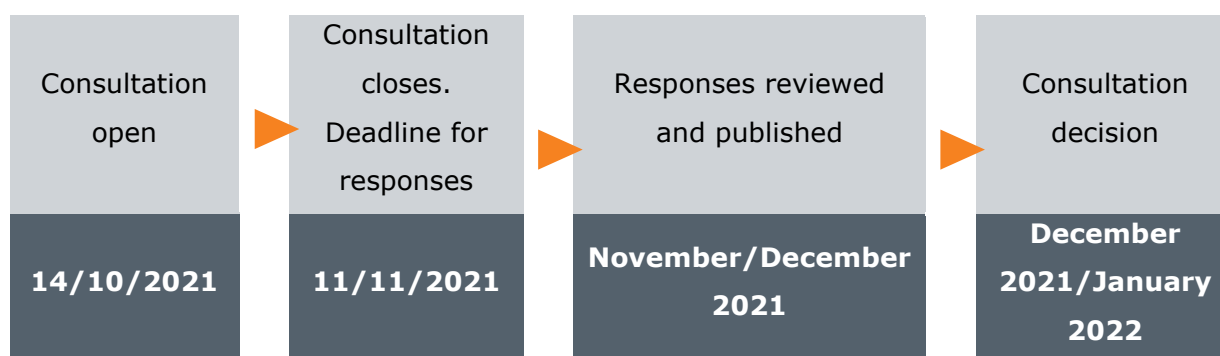 Consultation
open
Consultation
closes.
Deadline for
responses
Responses reviewed
and published
Consultation
decision
14/10/2021
11/11/2021
November/December
2021
December
2021/January
2022